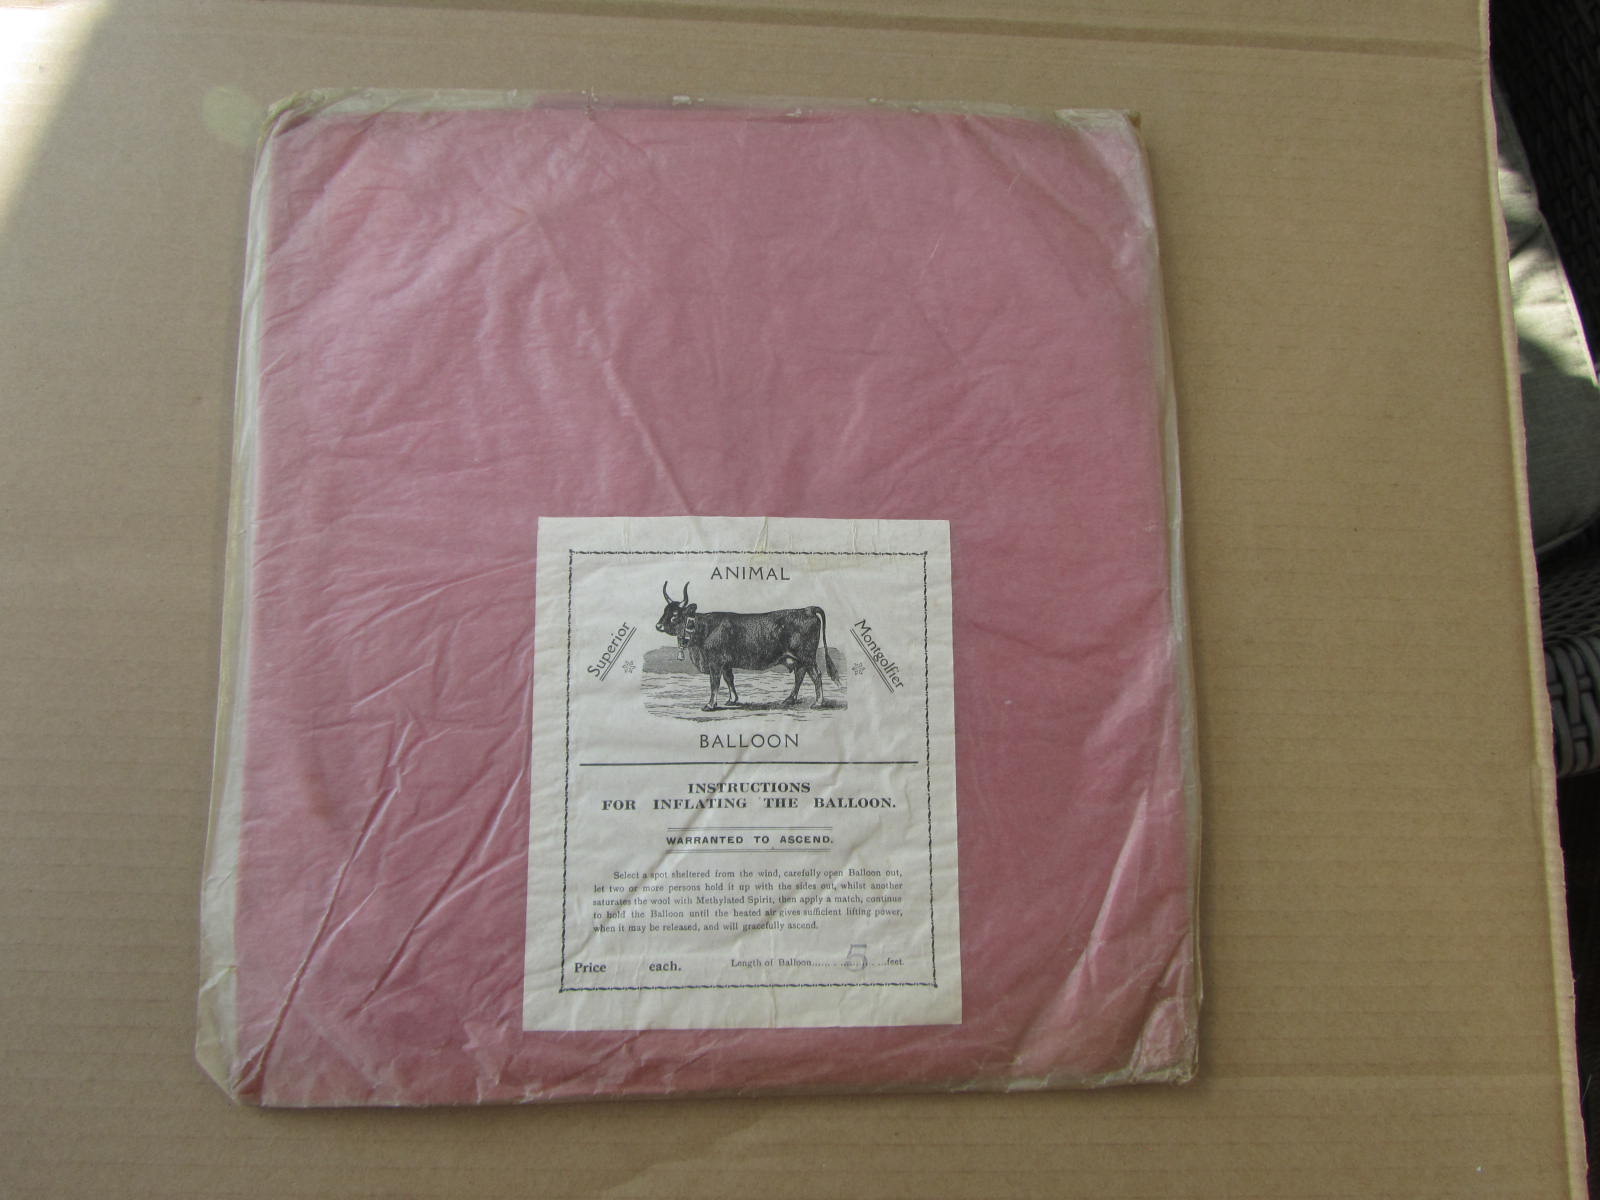 ANIMAL
Superior
Montgolfier
BALLOON
INSTRUCTIONS
FOR INFLATING THE BALLOON.
WARRANTED TO ASCEND.
Select a spot sheltered from the wind, carefully open Balloon out,
let two or more persons hold it up with the sides out, whilst another
saturates the wool with Methylated Spirit, then apply a match, continue
to hold the Balloon until the heated air gives sufficient lifting power,
when it may be released, and will gracefully ascend.
Price each. Length of Balloon...... 5 ...feet.